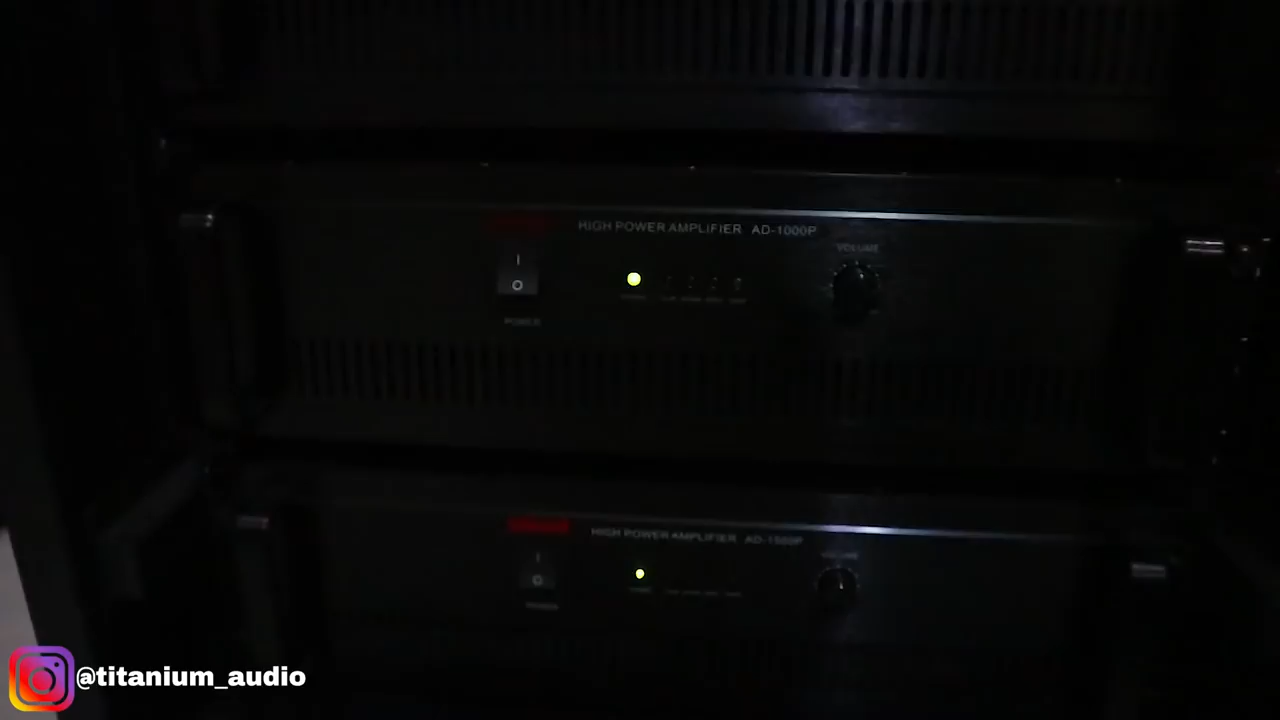 HIGH POWER AMPLIFIER AD-1000P
VOLUME
I
O
POWER
HIGH POWER AMPLIFIER AD-1500P
VOLUME
I
O
POWER
@titanium_audio